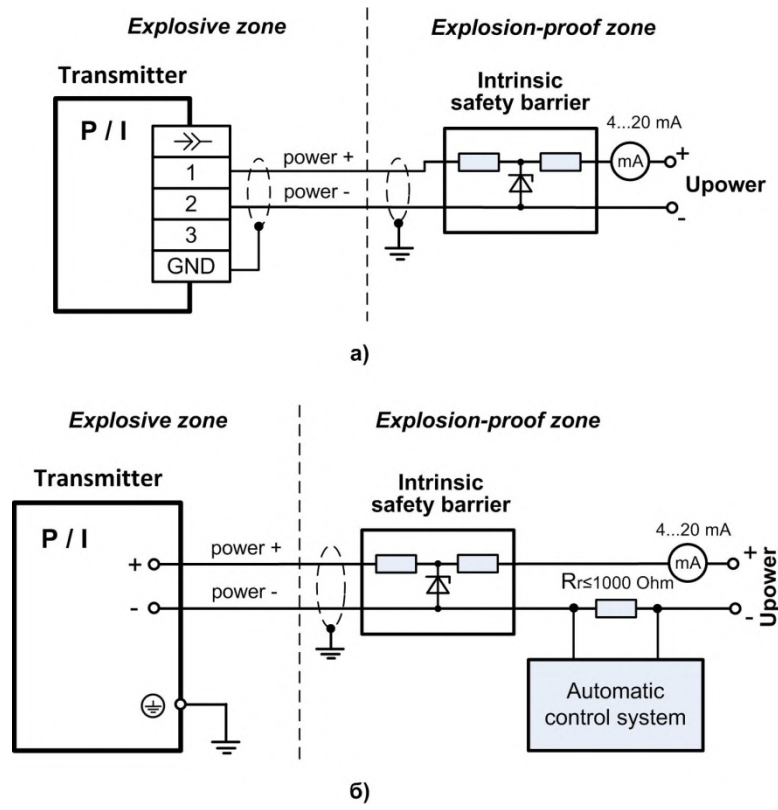 Explosive zone
Explosion-proof zone
Transmitter
Intrinsic
safety barrier
P / I
4...20 mA
1
power +
mA
+
2
power -
Upower
-
3
GND
а)
Explosive zone
Explosion-proof zone
Transmitter
Intrinsic
safety barrier
P / I
4...20 mA
+
power +
mA
+
Rr≤1000 Ohm
-
power -
-
Upower
Automatic
control system
б)